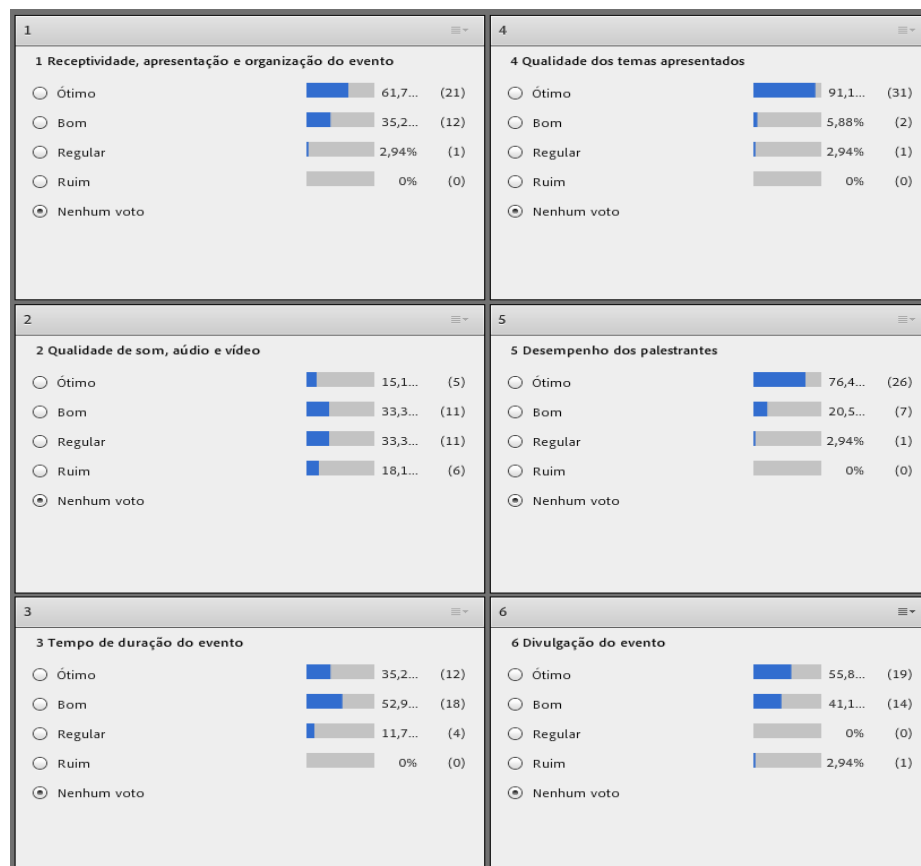 1
1 Receptividade, apresentação e organização do evento
Ótimo 61,7... (21)
Bom 35,2... (12)
Regular 2,94% (1)
Ruim 0% (0)
Nenhum voto
2
2 Qualidade de som, aúdio e vídeo
Ótimo 15,1... (5)
Bom 33,3... (11)
Regular 33,3... (11)
Ruim 18,1... (6)
Nenhum voto
3
3 Tempo de duração do evento
Ótimo 35,2... (12)
Bom 52,9... (18)
Regular 11,7... (4)
Ruim 0% (0)
Nenhum voto
4
4 Qualidade dos temas apresentados
Ótimo 91,1... (31)
Bom 5,88% (2)
Regular 2,94% (1)
Ruim 0% (0)
Nenhum voto
5
5 Desempenho dos palestrantes
Ótimo 76,4... (26)
Bom 20,5... (7)
Regular 2,94% (1)
Ruim 0% (0)
Nenhum voto
6
6 Divulgação do evento
Ótimo 55,8... (19)
Bom 41,1... (14)
Regular 0% (0)
Ruim 2,94% (1)
Nenhum voto